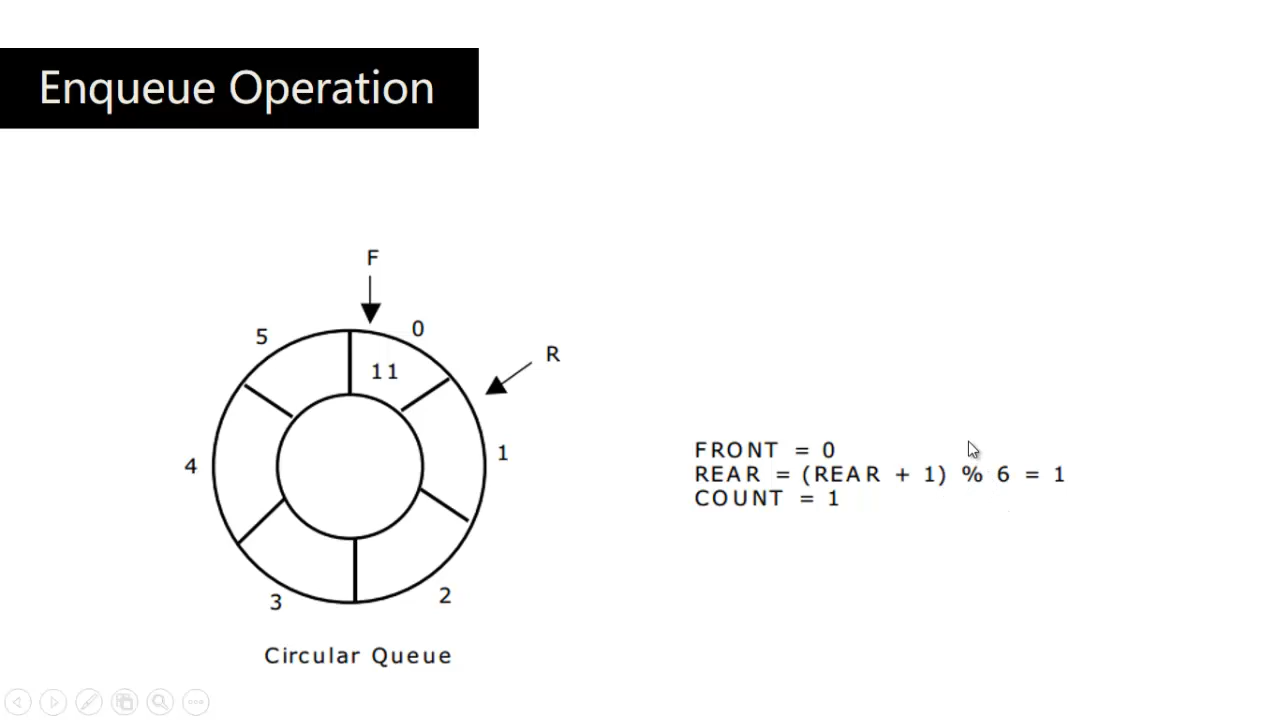 Enqueue Operation
F
5
0
R
11
4
1
3
2
Circular Queue
FRONT = 0
REAR = (REAR + 1) % 6 = 1
COUNT = 1